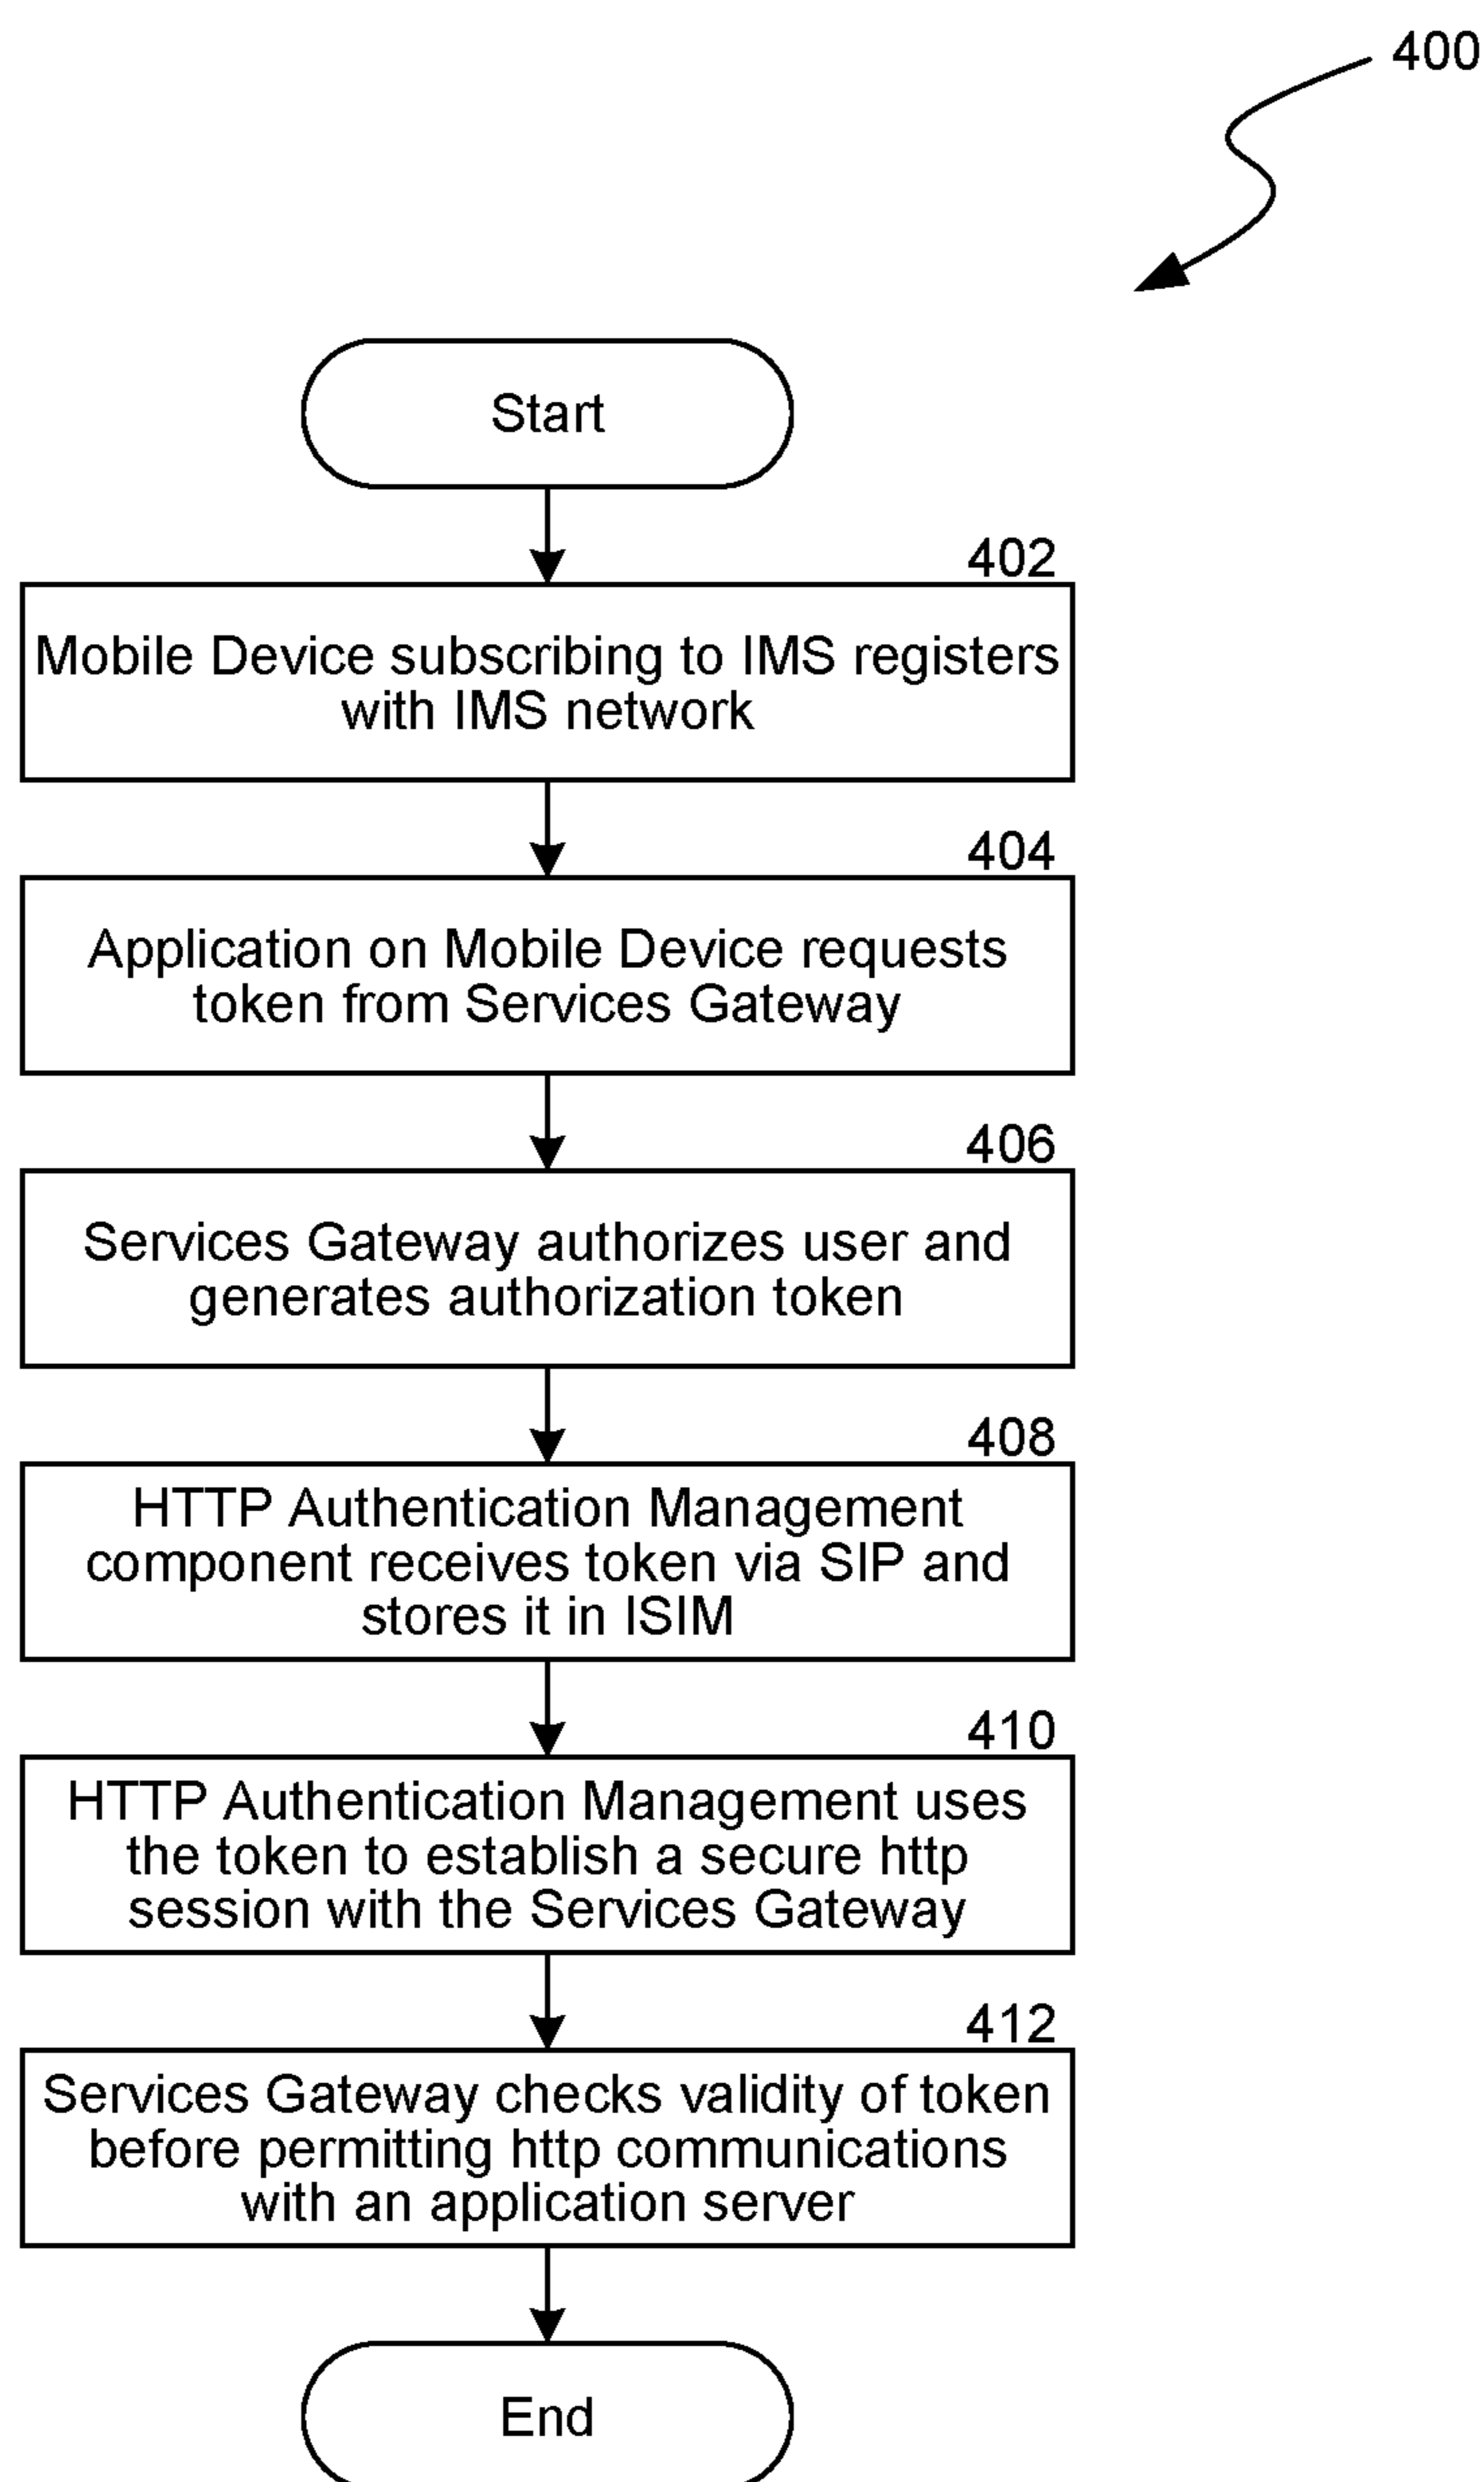 400
Start
402
Mobile Device subscribing to IMS registers
with IMS network
404
Application on Mobile Device requests
token from Services Gateway
406
Services Gateway authorizes user and
generates authorization token
408
HTTP Authentication Management
component receives token via SIP and
stores it in ISIM
410
HTTP Authentication Management uses
the token to establish a secure http
session with the Services Gateway
412
Services Gateway checks validity of token
before permitting http communications
with an application server
End